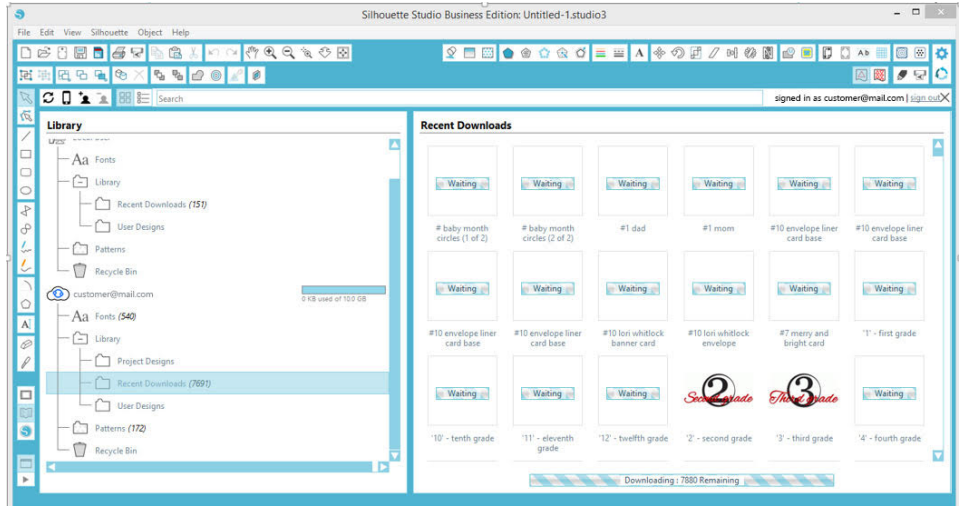 Silhouette Studio Business Edition: Untitled-1.studio3
File Edit View Silhouette Object Help
Search
signed in as customer@mail.com | sign out
Library
Aa Fonts
Library
Recent Downloads (151)
User Designs
Patterns
Recycle Bin
customer@mail.com
0 KB used of 10.0 GB
Aa Fonts (540)
Library
Project Designs
Recent Downloads (7691)
User Designs
Patterns (172)
Recycle Bin
Recent Downloads
Waiting Waiting Waiting Waiting Waiting Waiting
# baby month # baby month #1 dad #1 mom #10 envelope liner #10 envelope liner
circles (1 of 2) circles (2 of 2) card base card base
Waiting Waiting Waiting Waiting Waiting Waiting
#10 envelope liner #10 envelope liner #10 lori whitlock #10 lori whitlock #7 merry and '1' - first grade
card base card base banner card envelope bright card
Waiting Waiting Waiting 2 Second grade 3 Third grade Waiting
'10' - tenth grade '11' - eleventh '12' - twelfth grade '2' - second grade '3' - third grade '4' - fourth grade
grade
Downloading : 7880 Remaining